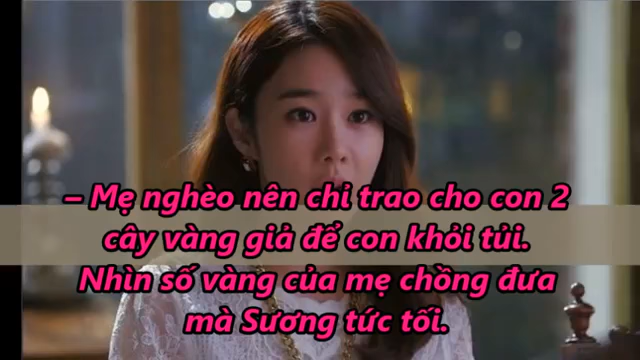 – Mẹ nghèo nên chỉ trao cho con 2
cây vàng giả để con khỏi tủi.
Nhìn số vàng của mẹ chồng đưa
mà Sương tức tối.